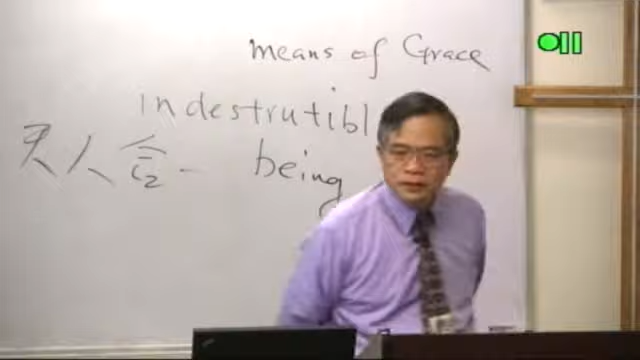 means of Grace
indestrutibl
天人合一 being